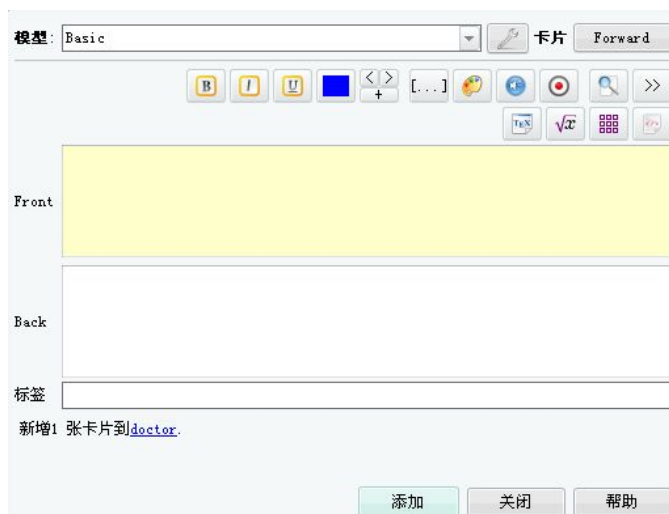 模型: Basic 卡片 Forward
B I U < > + [...] >>
TEX √x
Front
Back
标签
新增1 张卡片到doctor.
添加 关闭 帮助